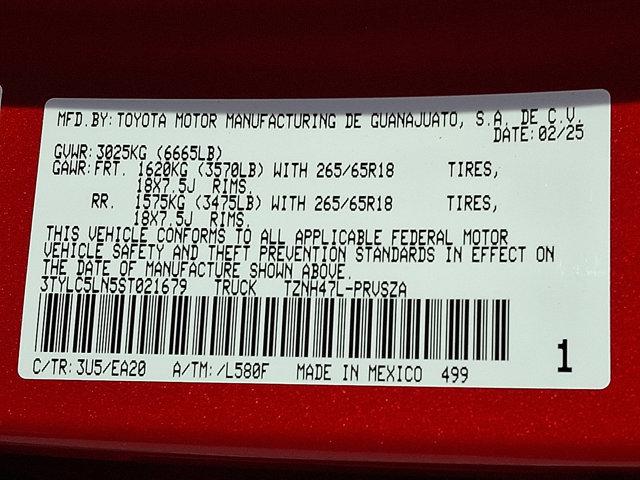 MFD.BY:TOYOTA MOTOR MANUFACTURING DE GUANAJUATO, S.A. DE C.V.
DATE:02/25
GVWR:3025KG (6665LB)
GAWR:FRT. 1620KG (3570LB) WITH 265/65R18 TIRES,
18X7.5J RIMS.
RR. 1575KG (3475LB) WITH 265/65R18 TIRES,
18X7.5J RIMS.
THIS VEHICLE CONFORMS TO ALL APPLICABLE FEDERAL MOTOR
VEHICLE SAFETY AND THEFT PREVENTION STANDARDS IN EFFECT ON
THE DATE OF MANUFACTURE SHOWN ABOVE.
3TYLC5LN5ST021679 TRUCK TZNH47L-PRVSZA
1
C/TR:3U5/EA20 A/TM:/L580F MADE IN MEXICO 499